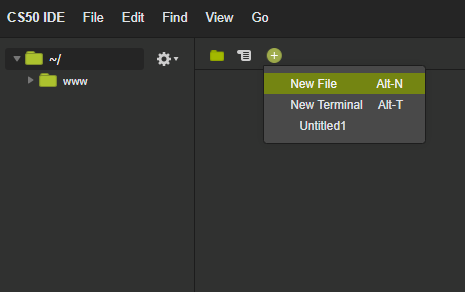 CS50 IDE File Edit Find View Go
~/
www
New File Alt-N
New Terminal Alt-T
Untitled1